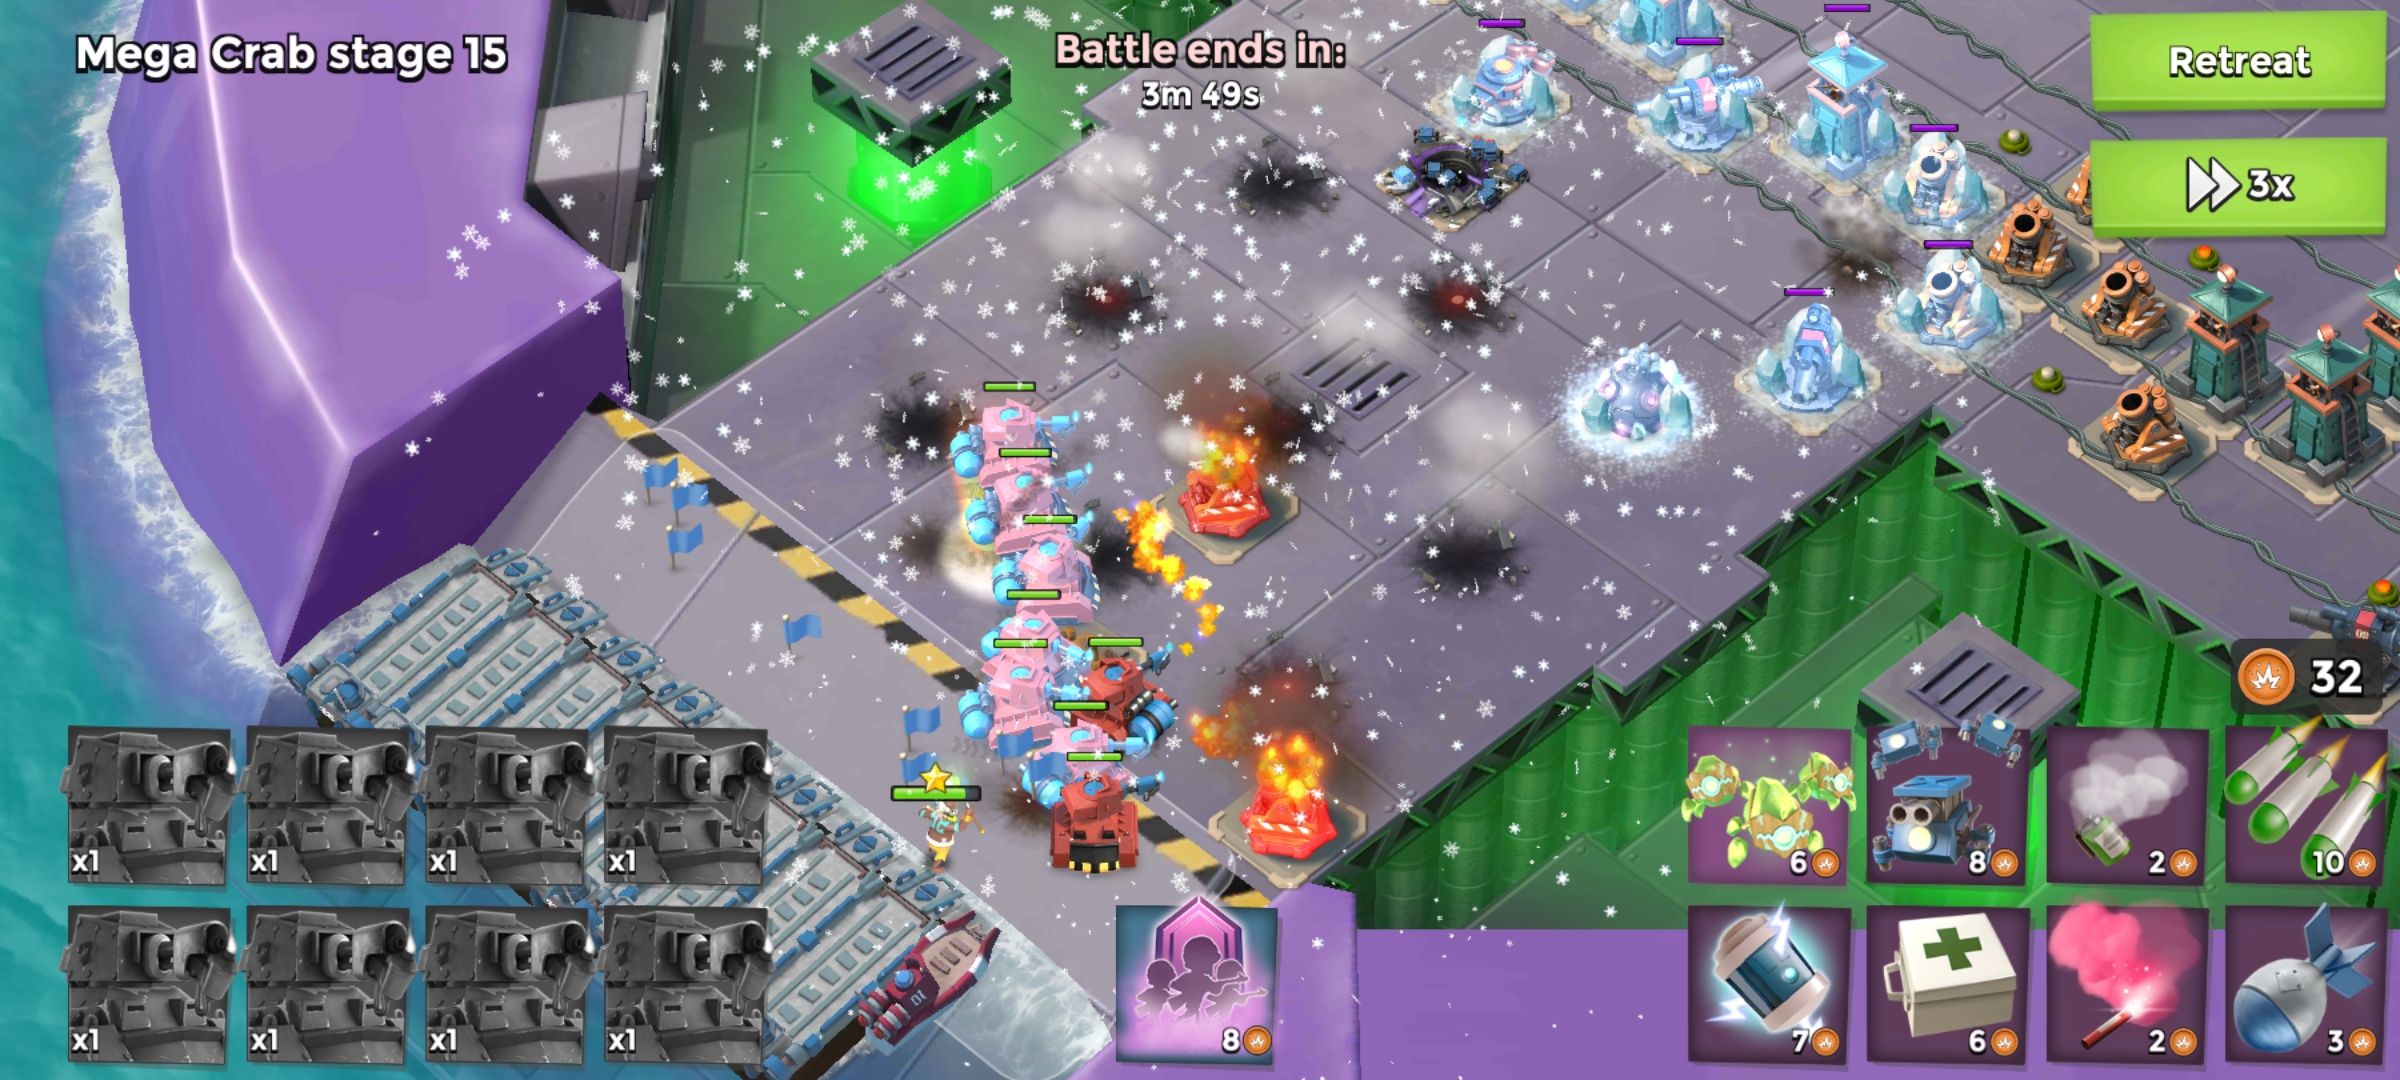 Mega Crab stage 15
Battle ends in:
3m 49s
Retreat
3x
32
x1 x1 x1 x1
6 8 2 10
x1 x1 x1 x1
8
7 6 2 3